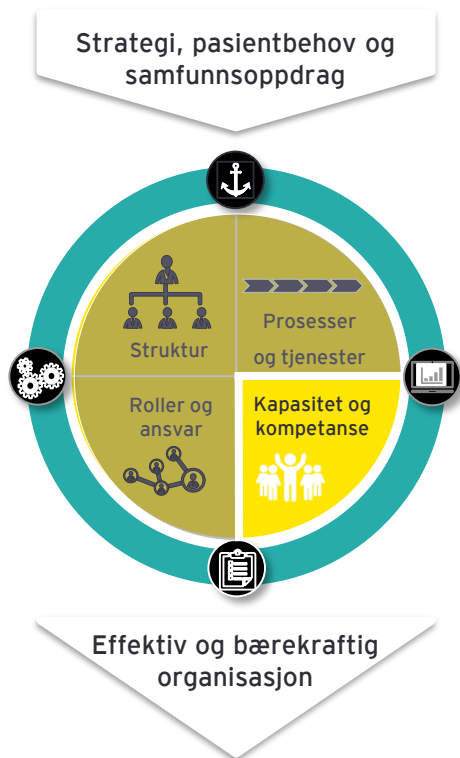 Strategi, pasientbehov og
samfunnsoppdrag
Struktur
Prosesser
og tjenester
Roller og
ansvar
Kapasitet og
kompetanse
Effektiv og bærekraftig
organisasjon